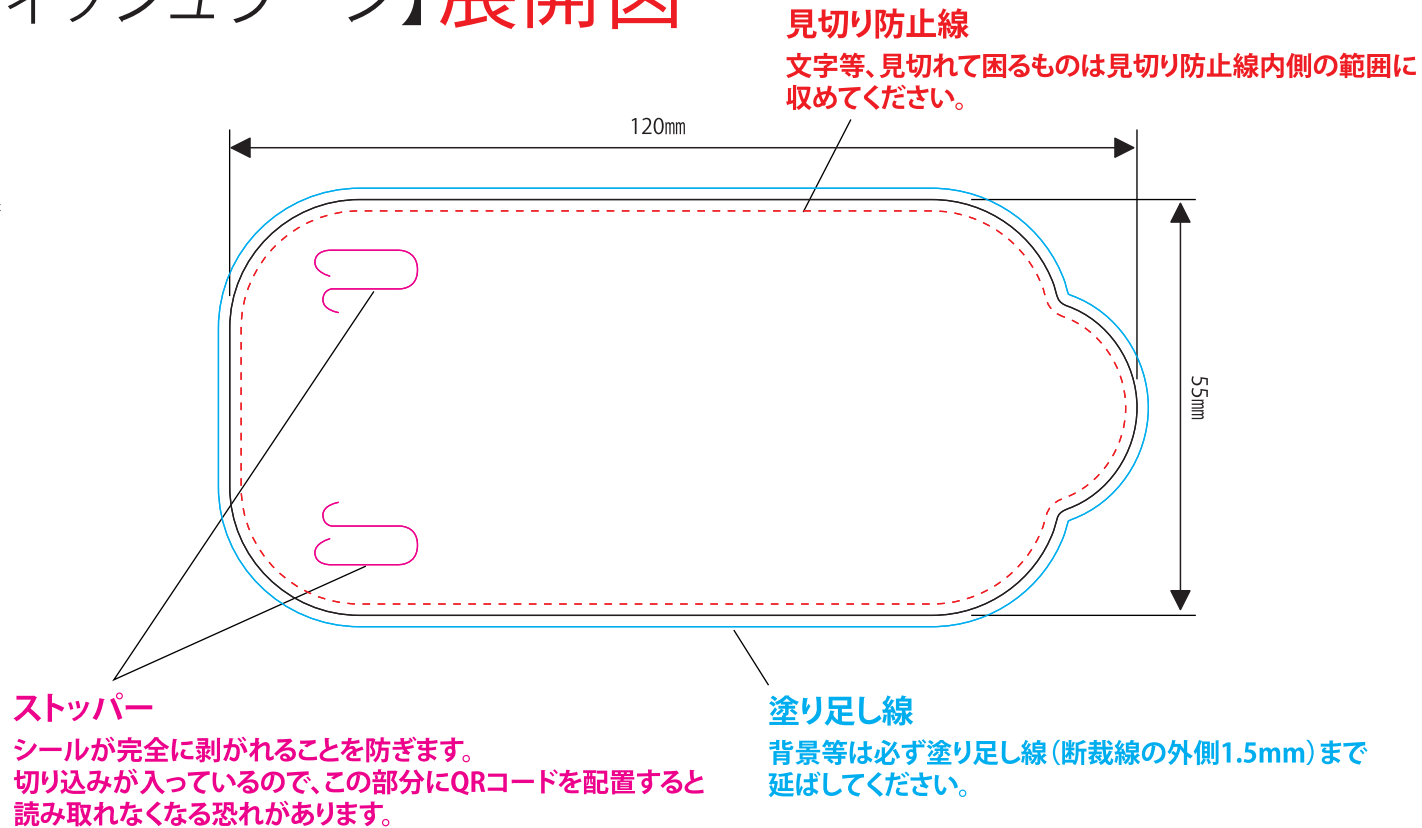 】展開図
見切り防止線
文字等、見切れて困るものは見切り防止線内側の範囲に
収めてください。
120㎜
55㎜
ストッパー
シールが完全に剥がれることを防ぎます。
切り込みが入っているので、この部分にQRコードを配置すると
読み取れなくなる恐れがあります。
塗り足し線
背景等は必ず塗り足し線（断裁線の外側1.5mm）まで
延ばしてください。